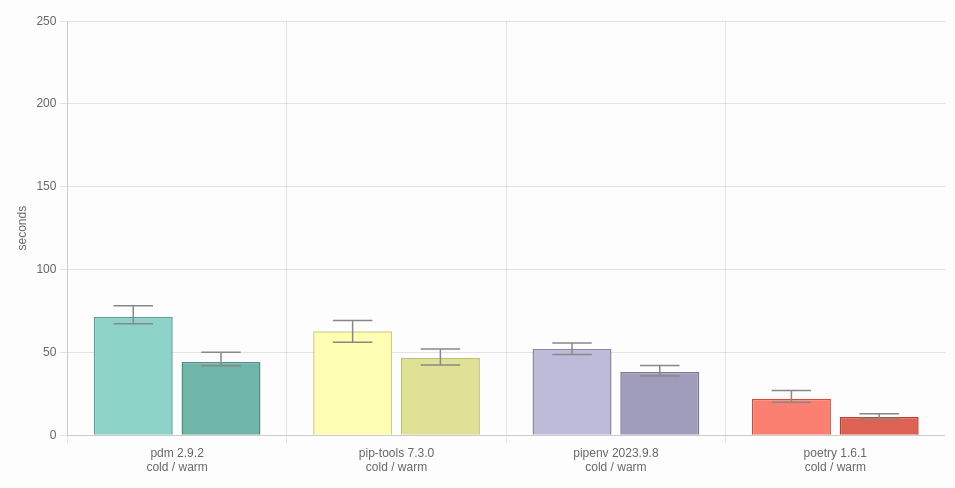 250
200
150
100
50
0
seconds
pdm 2.9.2
cold / warm
pip-tools 7.3.0
cold / warm
pipenv 2023.9.8
cold / warm
poetry 1.6.1
cold / warm